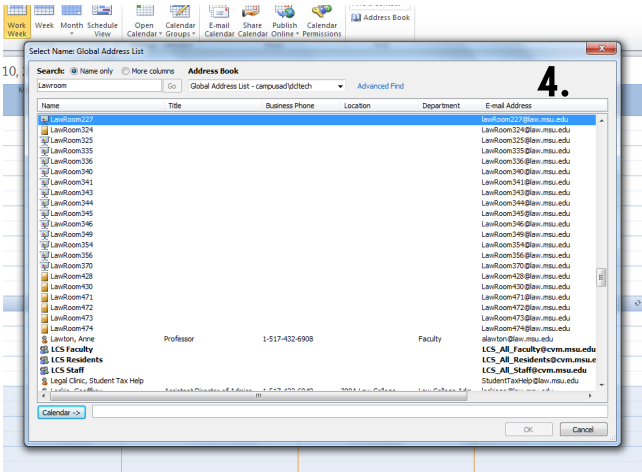 Work Week
Week
Month
Schedule View
Open Calendar
Calendar Groups
E-mail Calendar
Share Calendar
Publish Online
Calendar Permissions
Address Book
10,
Select Name: Global Address List
Search: Name only More columns Address Book
Lawroom Go Global Address List - campusad\ddltech Advanced Find
4.
Name Title Business Phone Location Department E-mail Address
LawRoom227 lawRoom227@law.msu.edu
LawRoom324 LawRoom324@law.msu.edu
LawRoom325 LawRoom325@law.msu.edu
LawRoom335 LawRoom335@law.msu.edu
LawRoom336 LawRoom336@law.msu.edu
LawRoom340 LawRoom340@law.msu.edu
LawRoom341 LawRoom341@law.msu.edu
LawRoom343 LawRoom343@law.msu.edu
LawRoom344 LawRoom344@law.msu.edu
LawRoom345 LawRoom345@law.msu.edu
LawRoom346 LawRoom346@law.msu.edu
LawRoom349 LawRoom349@law.msu.edu
LawRoom354 LawRoom354@law.msu.edu
LawRoom356 LawRoom356@law.msu.edu
LawRoom370 LawRoom370@law.msu.edu
LawRoom428 LawRoom428@law.msu.edu
LawRoom430 LawRoom430@law.msu.edu
LawRoom471 LawRoom471@law.msu.edu
LawRoom472 LawRoom472@law.msu.edu
LawRoom473 LawRoom473@law.msu.edu
LawRoom474 LawRoom474@law.msu.edu
Lawton, Anne Professor 1-517-432-6908 Faculty alawton@law.msu.edu
LCS Faculty LCS_All_Faculty@cvm.msu.edu
LCS Residents LCS_All_Residents@cvm.msu.e
LCS Staff LCS_All_Staff@cvm.msu.edu
Legal Clinic, Student Tax Help StudentTaxHelp@law.msu.edu
Calendar ->
OK Cancel